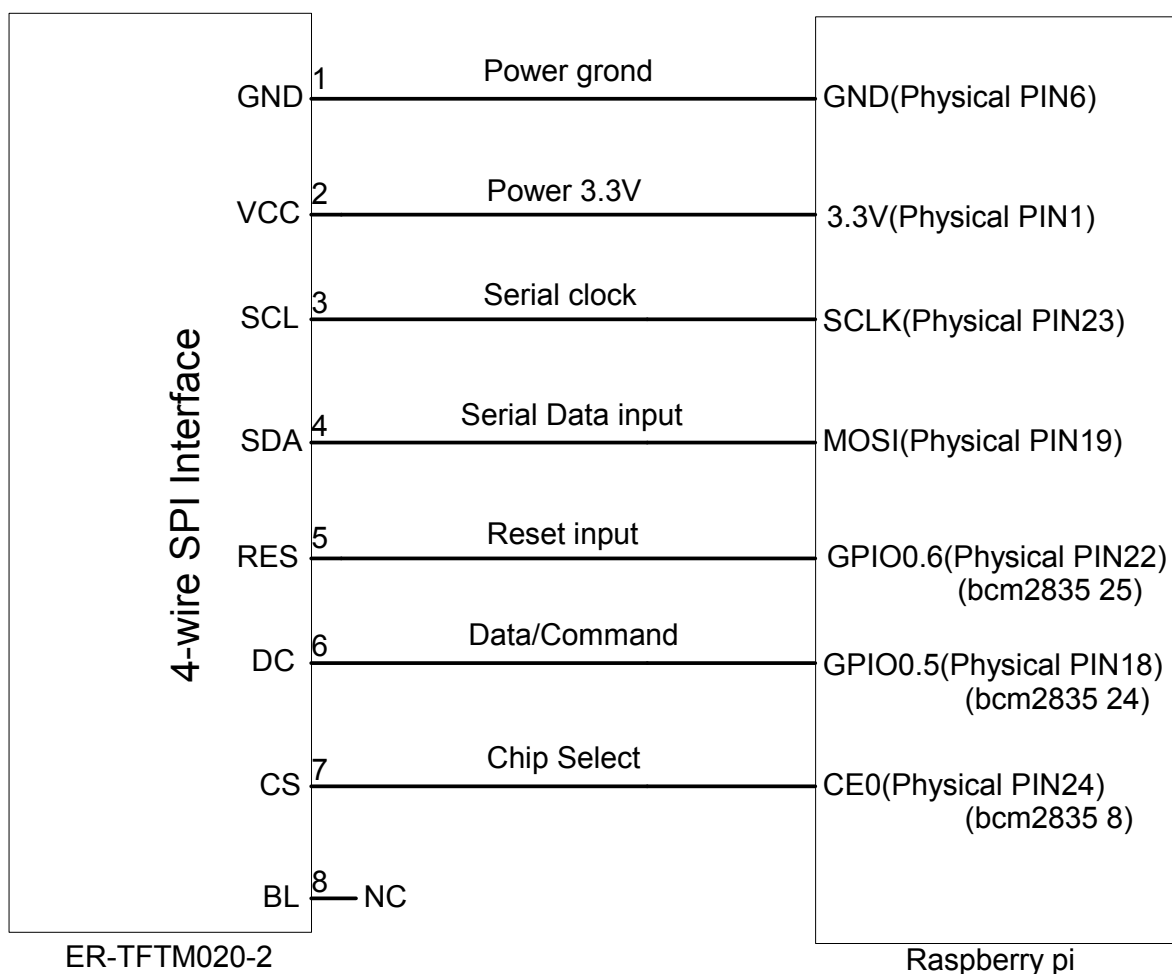 4-wire SPI Interface
GND 1 Power grond GND(Physical PIN6)
VCC 2 Power 3.3V 3.3V(Physical PIN1)
SCL 3 Serial clock SCLK(Physical PIN23)
SDA 4 Serial Data input MOSI(Physical PIN19)
RES 5 Reset input GPIO0.6(Physical PIN22)
(bcm2835 25)
DC 6 Data/Command GPIO0.5(Physical PIN18)
(bcm2835 24)
CS 7 Chip Select CE0(Physical PIN24)
(bcm2835 8)
BL 8 NC
ER-TFTM020-2 Raspberry pi